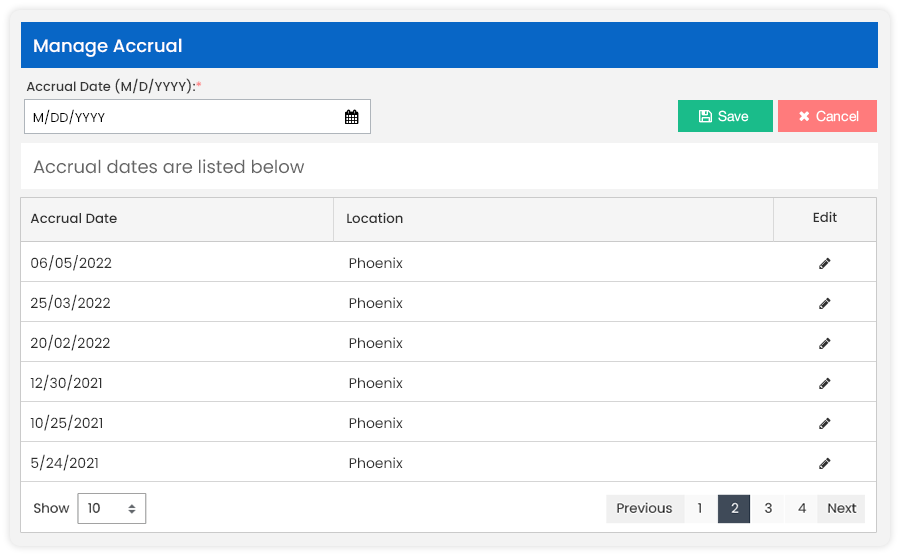 Manage Accrual
Accrual Date (M/D/YYYY):*
M/DD/YYYY
Save Cancel
Accrual dates are listed below
Accrual Date Location Edit
06/05/2022 Phoenix
25/03/2022 Phoenix
20/02/2022 Phoenix
12/30/2021 Phoenix
10/25/2021 Phoenix
5/24/2021 Phoenix
Show 10 Previous 1 2 3 4 Next